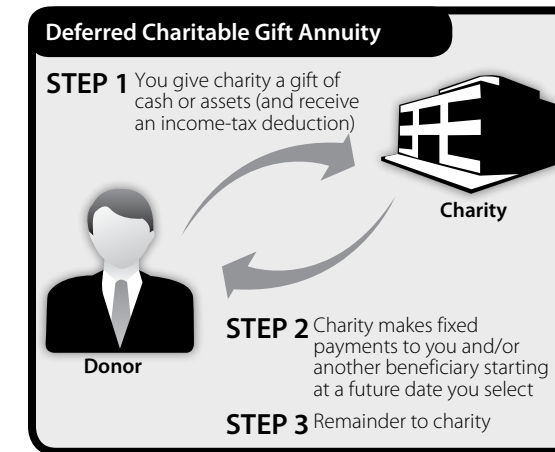 Deferred Charitable Gift Annuity
STEP 1 You give charity a gift of
cash or assets (and receive
an income-tax deduction)
Charity
Donor
STEP 2 Charity makes fixed
payments to you and/or
another beneficiary starting
at a future date you select
STEP 3 Remainder to charity